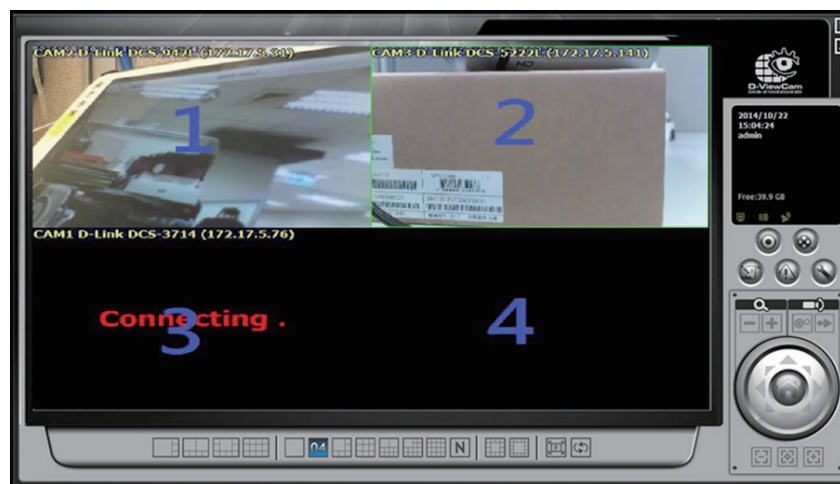 CAM2 D-Link DCS-942L (172.17.5.31)
CAM3 D-Link DCS-5222L (172.17.5.141)
1
2
CAM1 D-Link DCS-3714 (172.17.5.76)
Connecting .
3
4
D-ViewCam
2014/10/22
15:04:24
admin
Free:39.9 GB
04
N